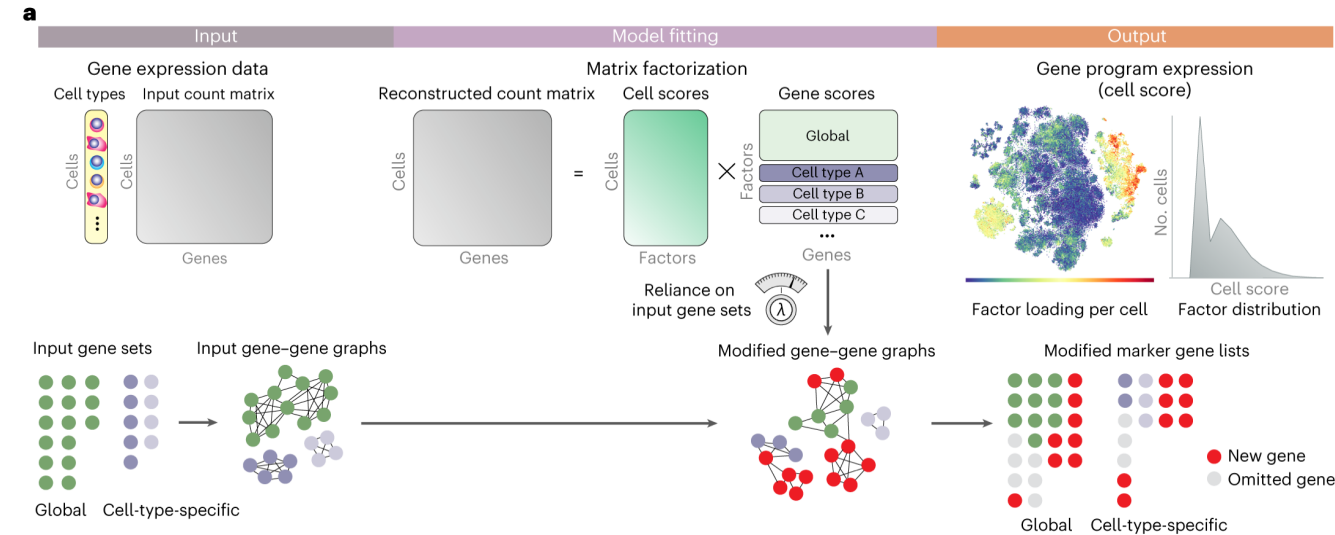 a
Input
Model fitting
Output
Gene expression data
Cell types
Input count matrix
Cells
Cells
Genes
Matrix factorization
Reconstructed count matrix
Cells
Genes
=
Cell scores
Cells
Factors
×
Gene scores
Factors
Global
Cell type A
Cell type B
Cell type C
...
Genes
Reliance on
input gene sets
λ
Gene program expression
(cell score)
Factor loading per cell
No. cells
Cell score
Factor distribution
Input gene sets
Global
Cell-type-specific
Input gene–gene graphs
Modified gene–gene graphs
Modified marker gene lists
New gene
Omitted gene
Global
Cell-type-specific